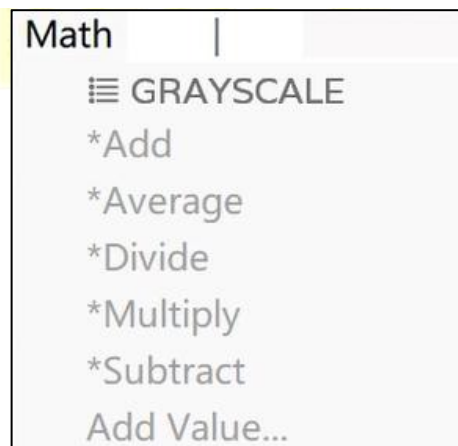 Math
GRAYSCALE
*Add
*Average
*Divide
*Multiply
*Subtract
Add Value...